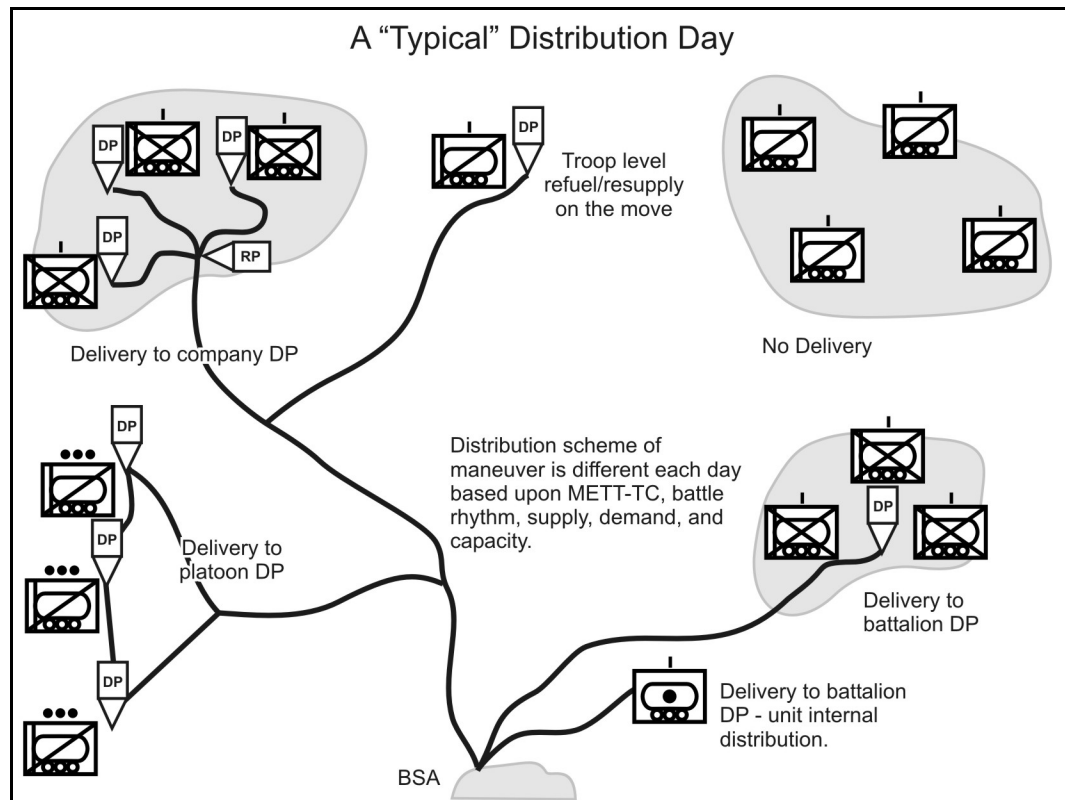 A “Typical” Distribution Day
DP
DP
DP
RP
Delivery to company DP
DP
Troop level
refuel/resupply
on the move
No Delivery
DP
DP
DP
Delivery to
platoon DP
Distribution scheme of
maneuver is different each day
based upon METT-TC, battle
rhythm, supply, demand, and
capacity.
DP
Delivery to
battalion DP
Delivery to battalion
DP - unit internal
distribution.
BSA